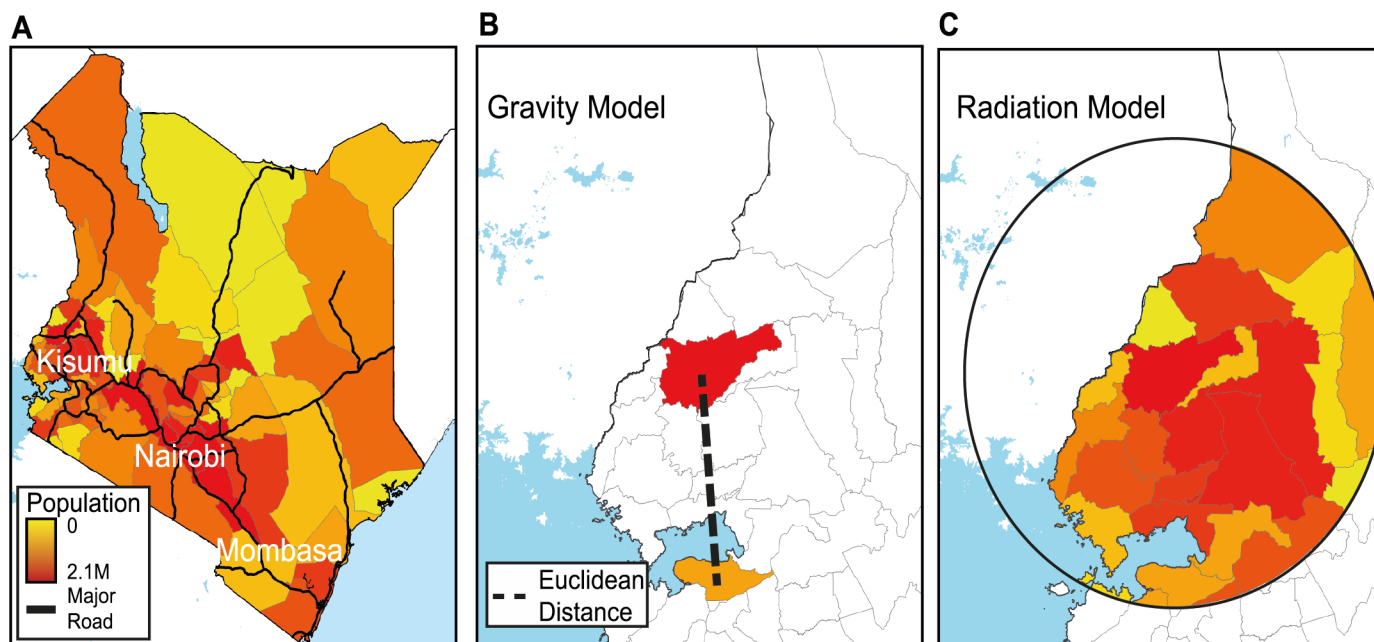 A
Kisumu
Nairobi
Mombasa
Population
0
2.1M
Major
Road
B
Gravity Model
Euclidean
Distance
C
Radiation Model